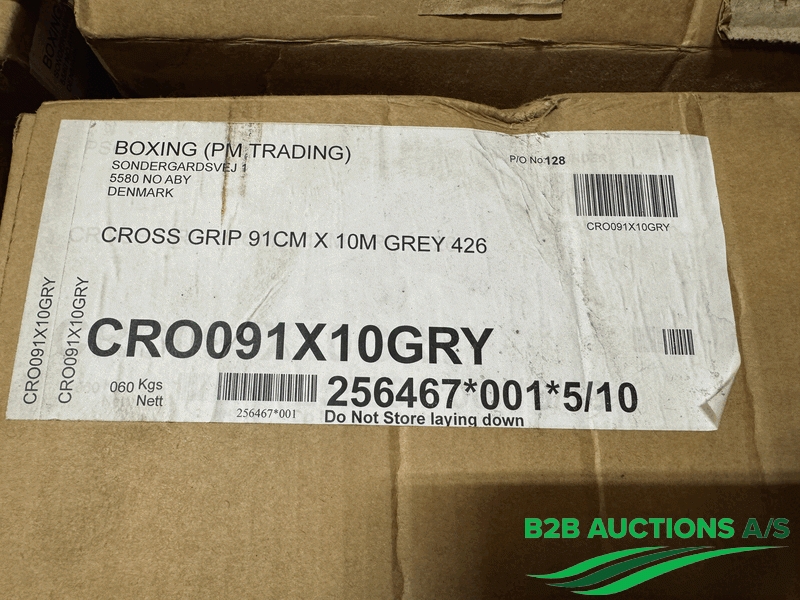 BOXING (PM TRADING)
SONDERGARDSVEJ 1
5580 NO ABY
DENMARK
P/O No: 128
CRO091X10GRY
CROSS GRIP 91CM X 10M GREY 426
CRO091X10GRY
CRO091X10GRY
CRO091X10GRY
060 Kgs
Nett
256467*001
256467*001*5/10
Do Not Store laying down
B2B AUCTIONS A/S